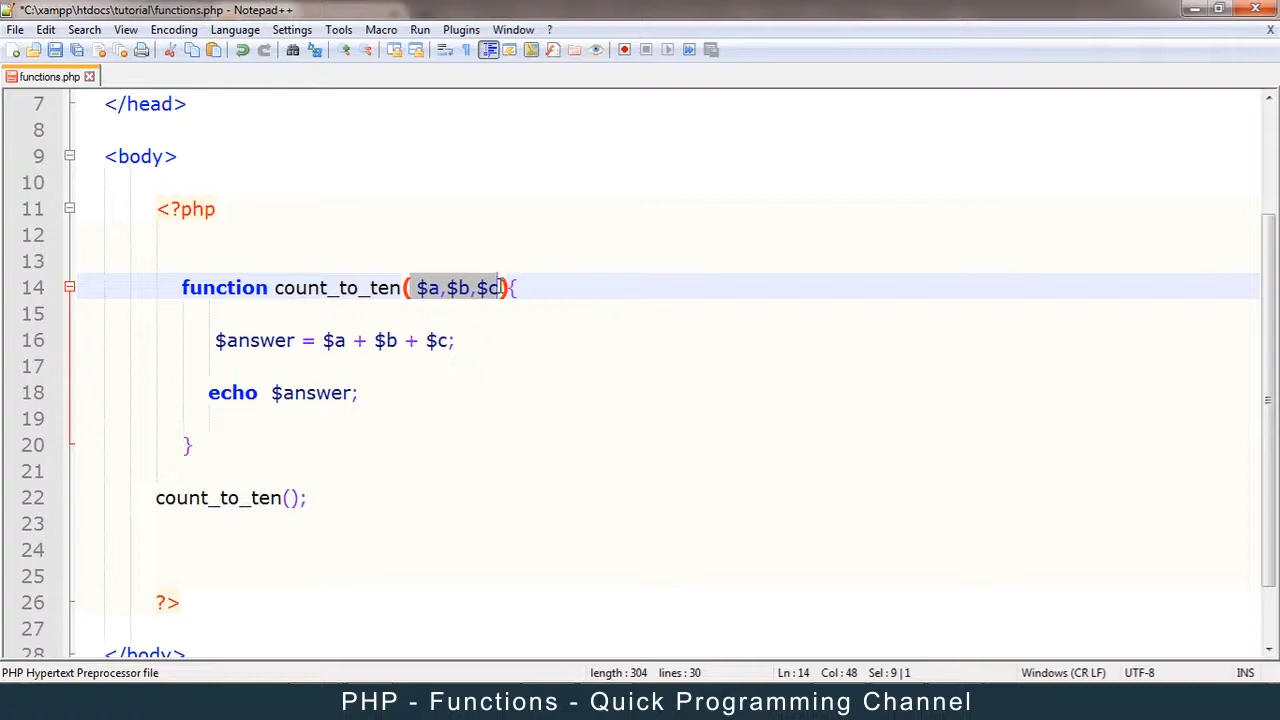 *C:\xampp\htdocs\tutorial\functions.php - Notepad++
File Edit Search View Encoding Language Settings Tools Macro Run Plugins Window ? X
functions.php
7 </head>
8
9 <body>
10
11 <?php
12
13
14 function count_to_ten( $a,$b,$c){
15
16 $answer = $a + $b + $c;
17
18 echo $answer;
19
20 }
21
22 count_to_ten();
23
24
25
26 ?>
27
28 </body>
PHP Hypertext Preprocessor file length : 304 lines : 30 Ln : 14 Col : 48 Sel : 9 | 1 Windows (CR LF) UTF-8 INS
PHP - Functions - Quick Programming Channel